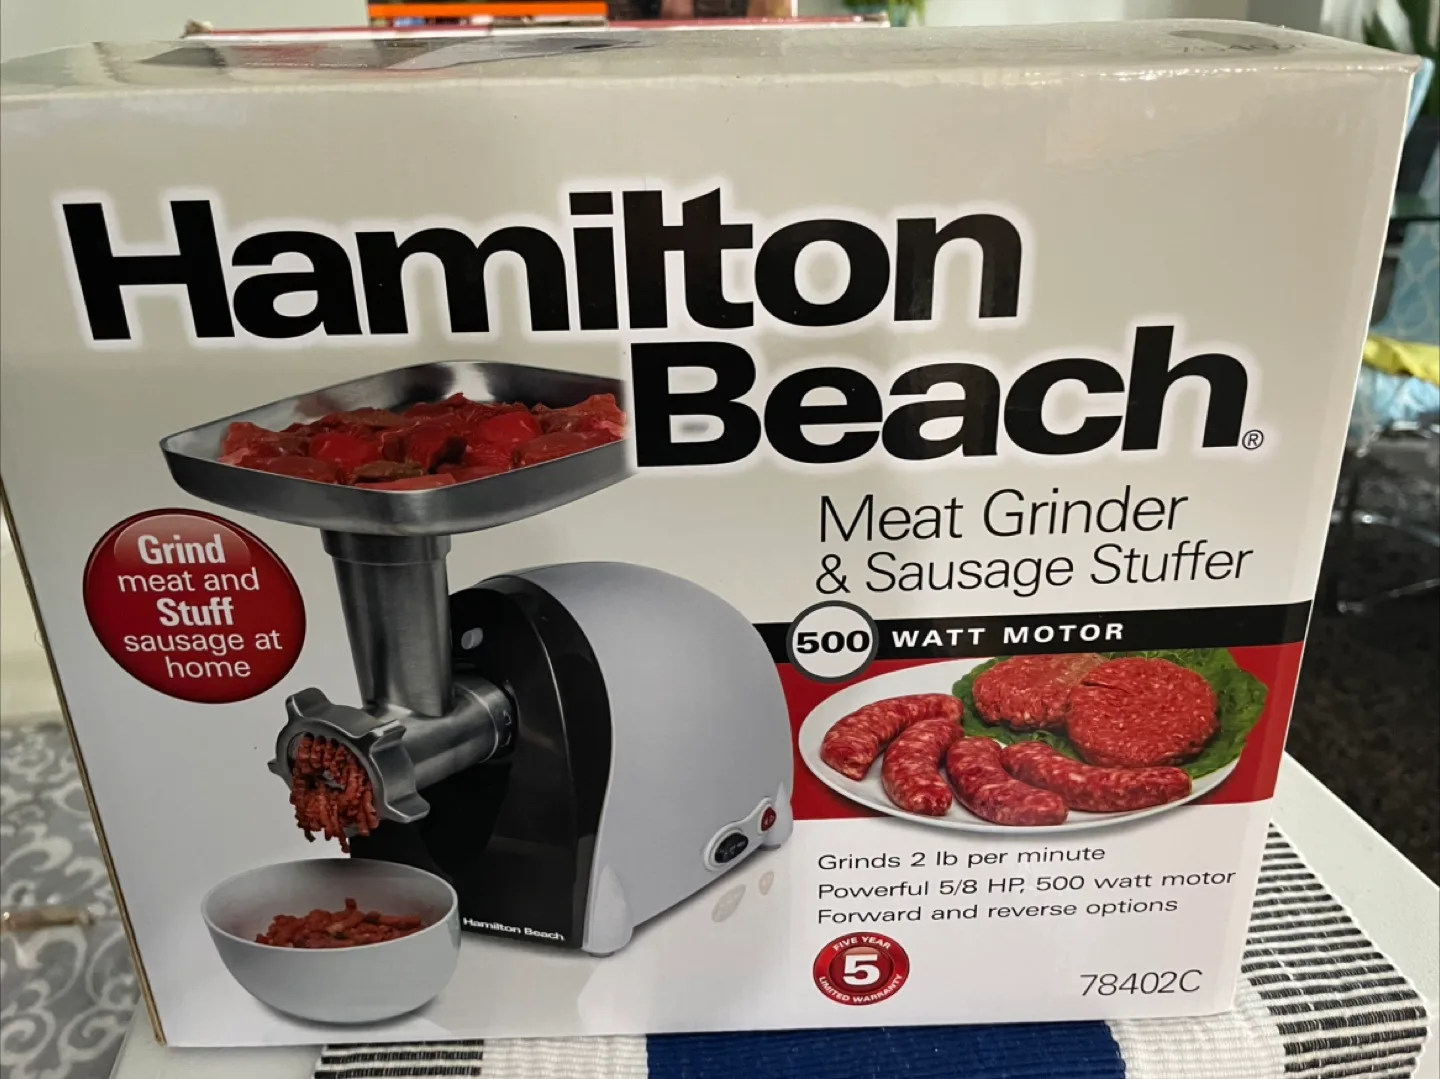 Hamilton
Beach®
Meat Grinder
& Sausage Stuffer
500 WATT MOTOR
Grind
meat and
Stuff
sausage at
home
Hamilton Beach
Grinds 2 lb per minute
Powerful 5/8 HP, 500 watt motor
Forward and reverse options
FIVE YEAR
5
LIMITED WARRANTY
78402C